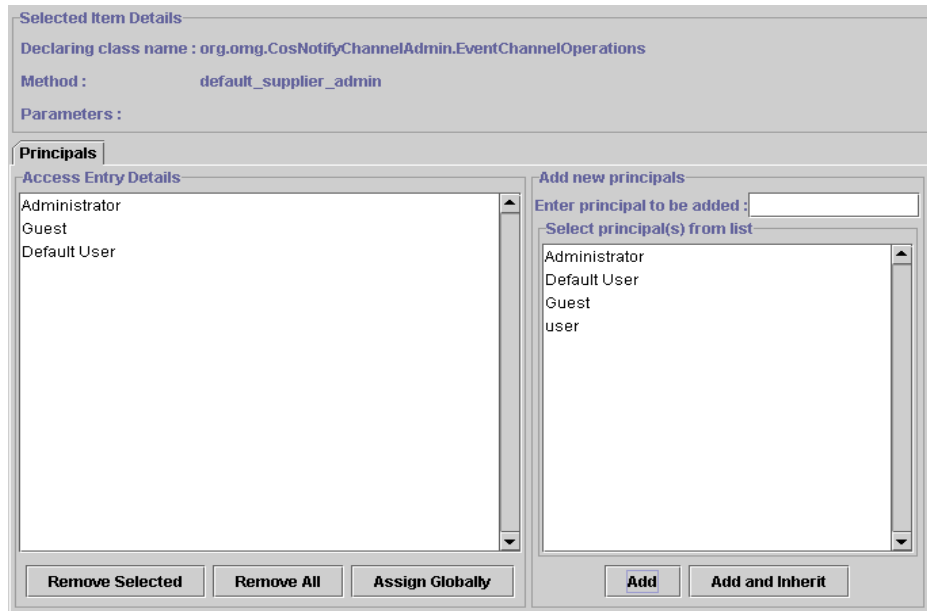 Selected Item Details
Declaring class name : org.omg.CosNotifyChannelAdmin.EventChannelOperations
Method : default_supplier_admin
Parameters :
Principals
Access Entry Details
Administrator
Guest
Default User
Remove Selected Remove All Assign Globally
Add new principals
Enter principal to be added :
Select principal(s) from list
Administrator
Default User
Guest
user
Add Add and Inherit